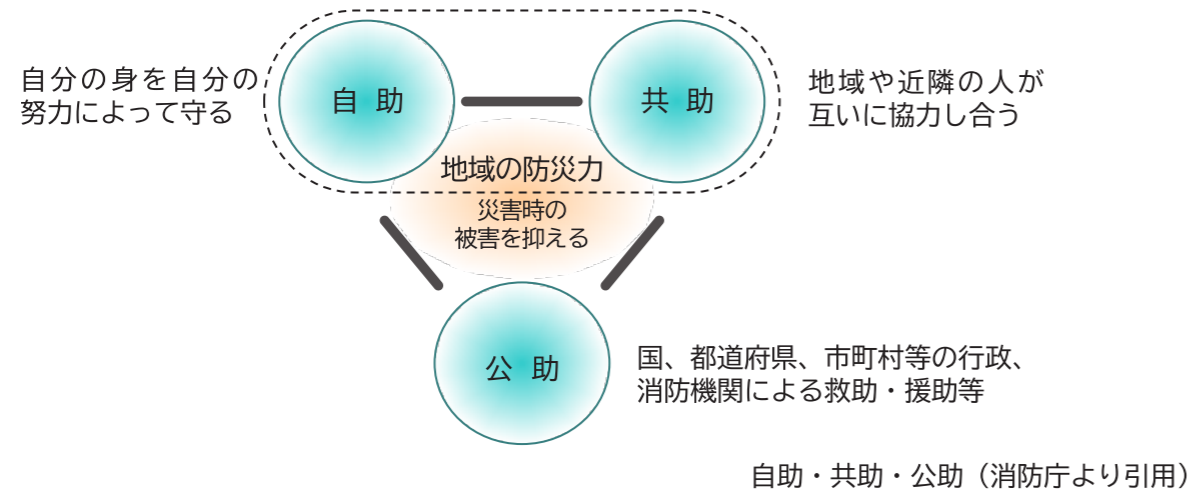 自分の身を自分の
努力によって守る
自助
共助
地域や近隣の人が
互いに協力し合う
地域の防災力
災害時の
被害を抑える
公助
国、都道府県、市町村等の行政、
消防機関による救助・援助等
自助・共助・公助（消防庁より引用）